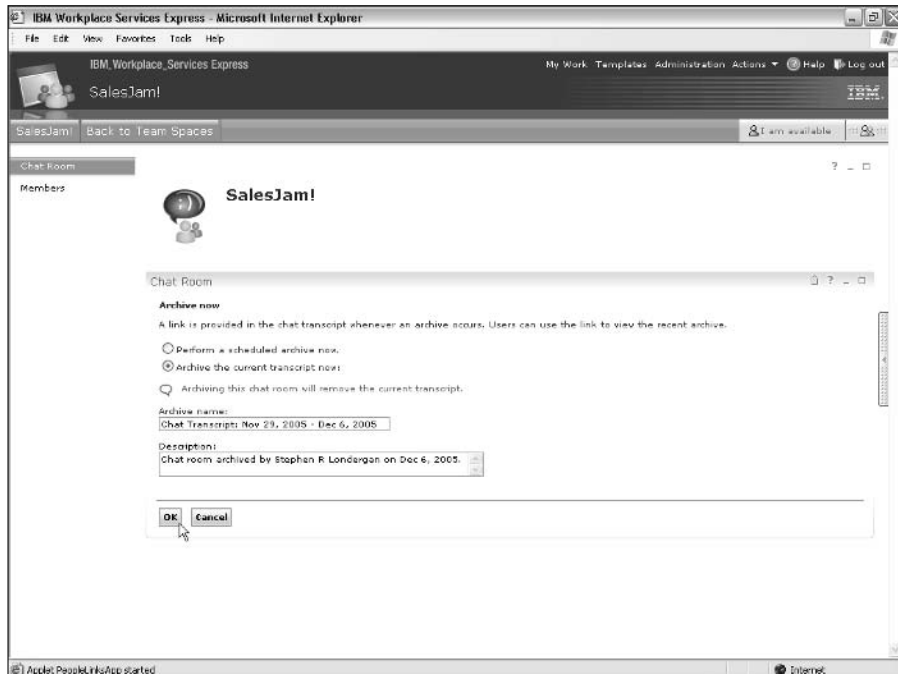 IBM Workplace Services Express - Microsoft Internet Explorer
File Edit View Favorites Tools Help
IBM_Workplace_Services Express
My Work Templates Administration Actions Help Log out
SalesJam!
IBM.
SalesJam! Back to Team Spaces
I am available
Chat Room
Members
SalesJam!
Chat Room
Archive now
A link is provided in the chat transcript whenever an archive occurs. Users can use the link to view the recent archive.
Perform a scheduled archive now.
Archive the current transcript now:
Archiving this chat room will remove the current transcript.
Archive name:
Chat Transcript: Nov 29, 2005 - Dec 6, 2005
Description:
Chat room archived by Stephen R Londergan on Dec 6, 2005.
OK Cancel
Applet PeopleLinksApp started
Internet